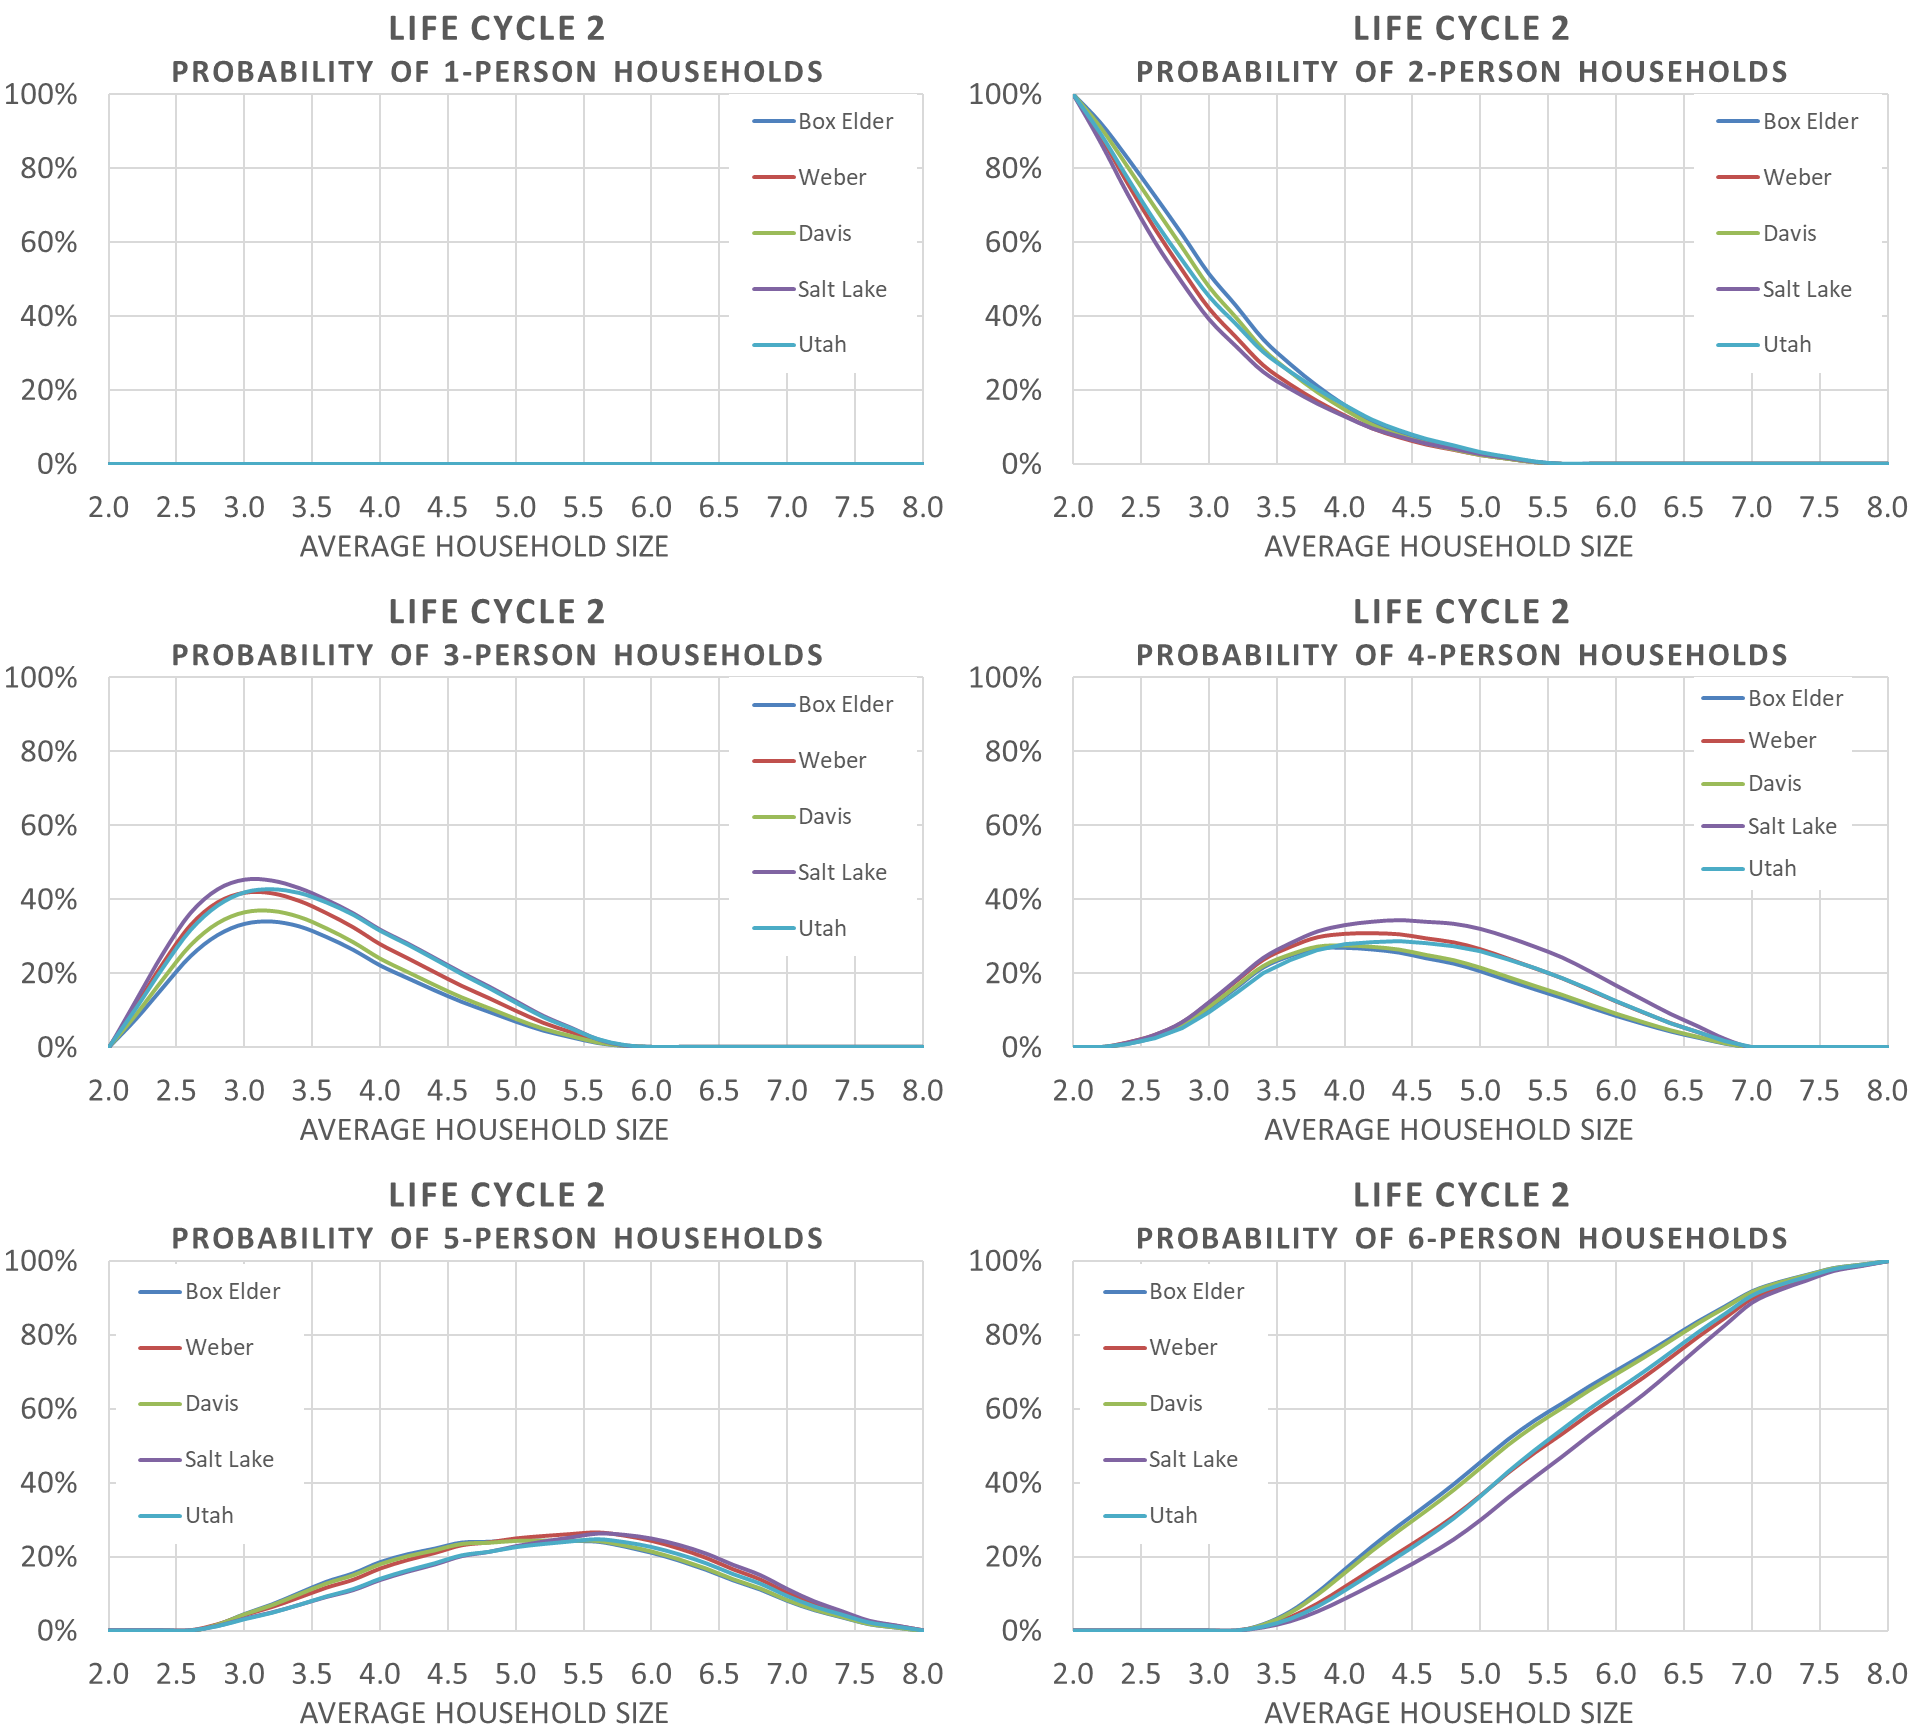 LIFE CYCLE 2
PROBABILITY OF 1-PERSON HOUSEHOLDS
100%
80%
60%
40%
20%
0%
Box Elder
Weber
Davis
Salt Lake
Utah
2.0 2.5 3.0 3.5 4.0 4.5 5.0 5.5 6.0 6.5 7.0 7.5 8.0
AVERAGE HOUSEHOLD SIZE
LIFE CYCLE 2
PROBABILITY OF 2-PERSON HOUSEHOLDS
100%
80%
60%
40%
20%
0%
Box Elder
Weber
Davis
Salt Lake
Utah
2.0 2.5 3.0 3.5 4.0 4.5 5.0 5.5 6.0 6.5 7.0 7.5 8.0
AVERAGE HOUSEHOLD SIZE
LIFE CYCLE 2
PROBABILITY OF 3-PERSON HOUSEHOLDS
100%
80%
60%
40%
20%
0%
Box Elder
Weber
Davis
Salt Lake
Utah
2.0 2.5 3.0 3.5 4.0 4.5 5.0 5.5 6.0 6.5 7.0 7.5 8.0
AVERAGE HOUSEHOLD SIZE
LIFE CYCLE 2
PROBABILITY OF 4-PERSON HOUSEHOLDS
100%
80%
60%
40%
20%
0%
Box Elder
Weber
Davis
Salt Lake
Utah
2.0 2.5 3.0 3.5 4.0 4.5 5.0 5.5 6.0 6.5 7.0 7.5 8.0
AVERAGE HOUSEHOLD SIZE
LIFE CYCLE 2
PROBABILITY OF 5-PERSON HOUSEHOLDS
100%
80%
60%
40%
20%
0%
Box Elder
Weber
Davis
Salt Lake
Utah
2.0 2.5 3.0 3.5 4.0 4.5 5.0 5.5 6.0 6.5 7.0 7.5 8.0
AVERAGE HOUSEHOLD SIZE
LIFE CYCLE 2
PROBABILITY OF 6-PERSON HOUSEHOLDS
100%
80%
60%
40%
20%
0%
Box Elder
Weber
Davis
Salt Lake
Utah
2.0 2.5 3.0 3.5 4.0 4.5 5.0 5.5 6.0 6.5 7.0 7.5 8.0
AVERAGE HOUSEHOLD SIZE